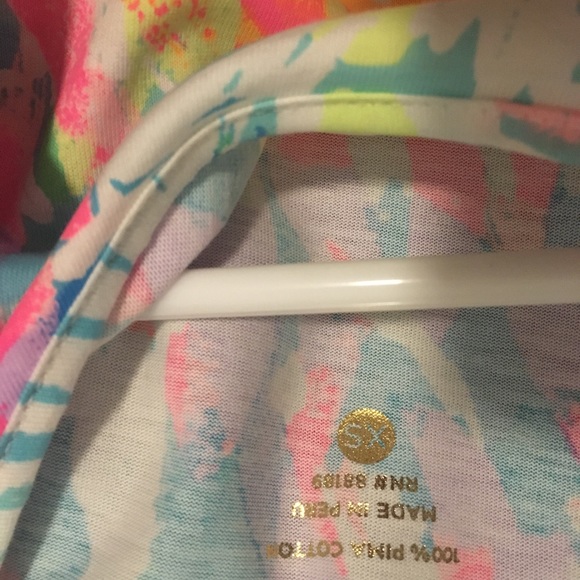 100% PIMA COTTON
MADE IN PERU
RN# 88189
XS